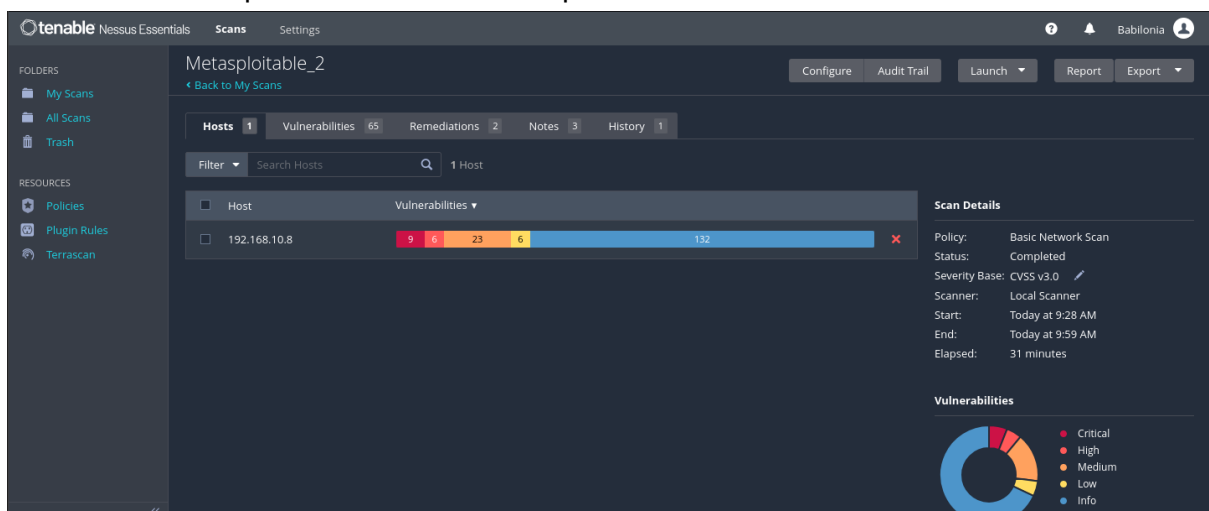 tenable Nessus Essentials Scans Settings Babilonia
FOLDERS
My Scans
All Scans
Trash
RESOURCES
Policies
Plugin Rules
Terrascan
Metasploitable_2
Back to My Scans
Configure Audit Trail Launch Report Export
Hosts 1 Vulnerabilities 65 Remediations 2 Notes 3 History 1
Filter Search Hosts 1 Host
Host Vulnerabilities
192.168.10.8 9 6 23 6 132
Scan Details
Policy: Basic Network Scan
Status: Completed
Severity Base: CVSS v3.0
Scanner: Local Scanner
Start: Today at 9:28 AM
End: Today at 9:59 AM
Elapsed: 31 minutes
Vulnerabilities
Critical
High
Medium
Low
Info